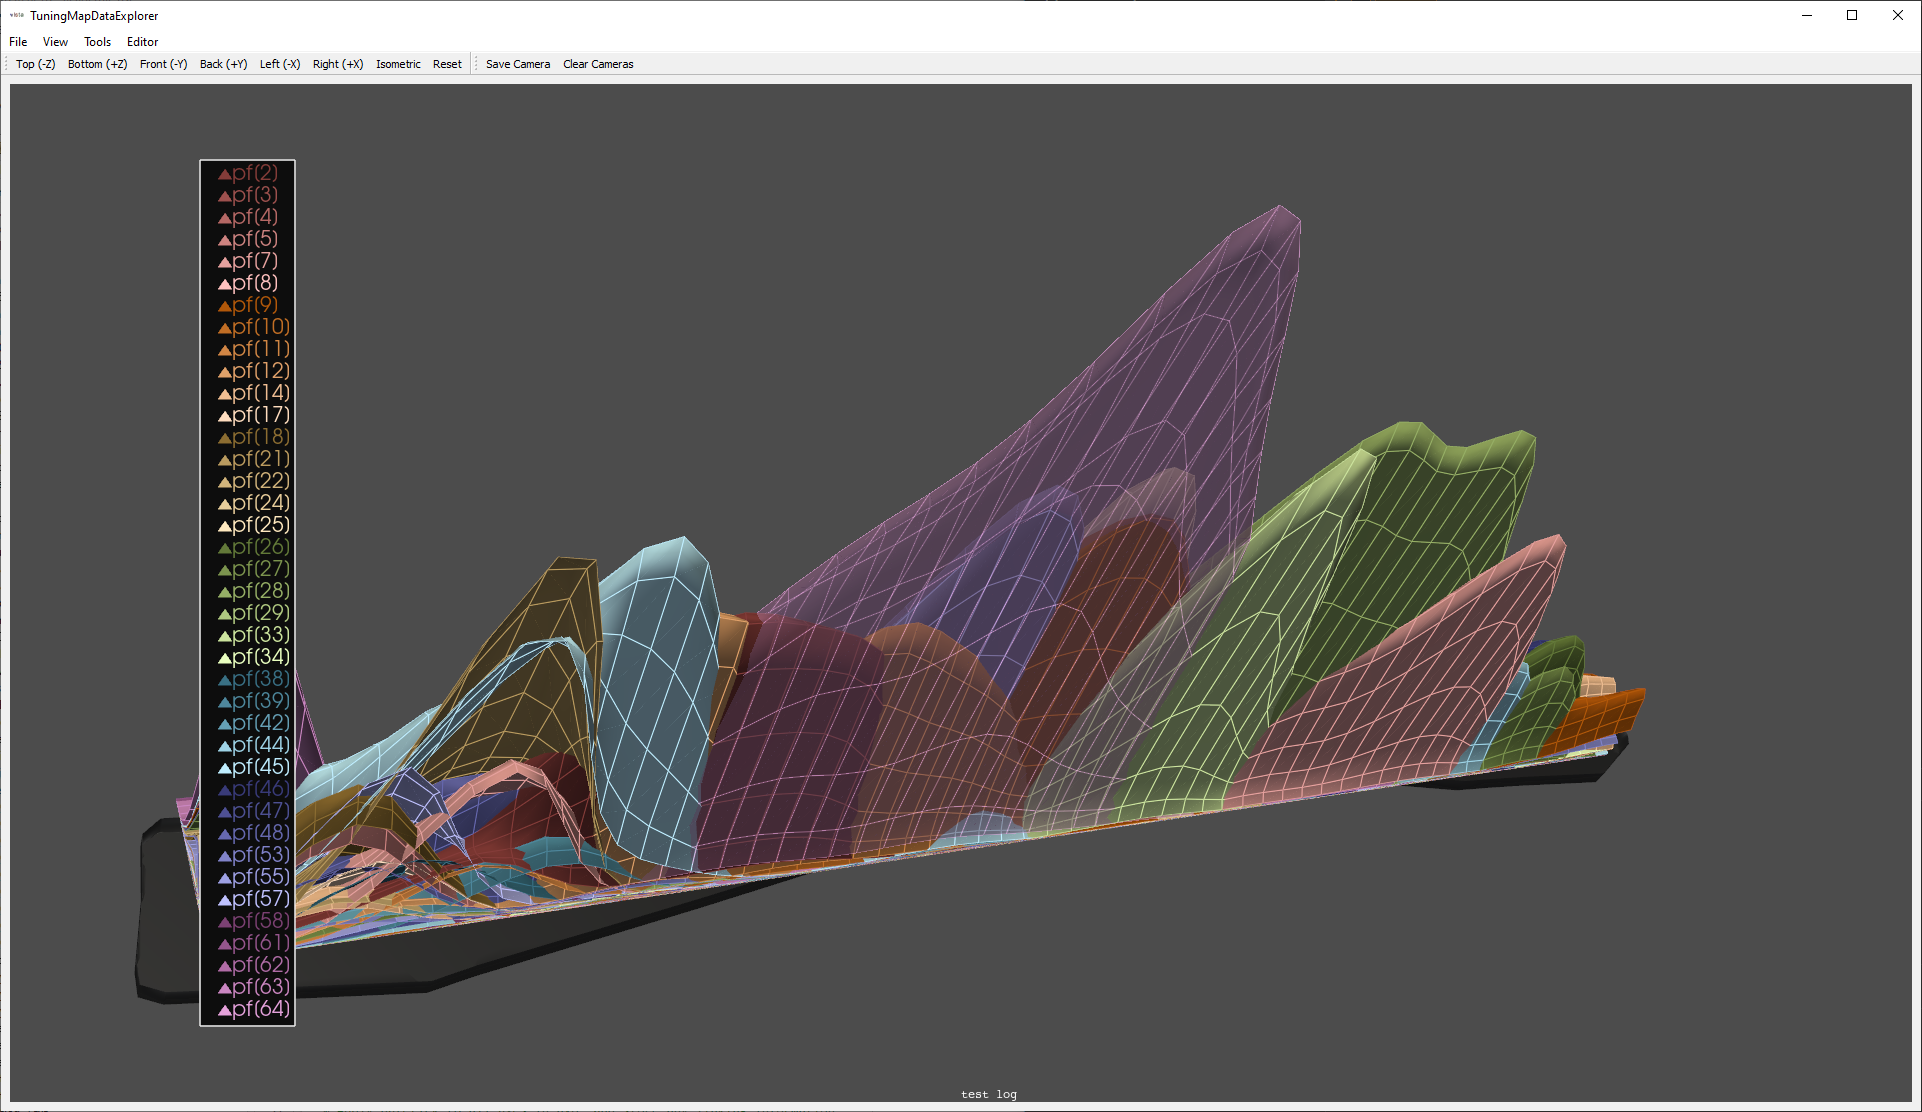 TuningMapDataExplorer
File View Tools Editor
Top (-Z) Bottom (+Z) Front (-Y) Back (+Y) Left (-X) Right (+X) Isometric Reset Save Camera Clear Cameras
pf(2)
pf(3)
pf(4)
pf(5)
pf(7)
pf(8)
pf(9)
pf(10)
pf(11)
pf(12)
pf(14)
pf(17)
pf(18)
pf(21)
pf(22)
pf(24)
pf(25)
pf(26)
pf(27)
pf(28)
pf(29)
pf(33)
pf(34)
pf(38)
pf(39)
pf(42)
pf(44)
pf(45)
pf(46)
pf(47)
pf(48)
pf(53)
pf(55)
pf(57)
pf(58)
pf(61)
pf(62)
pf(63)
pf(64)
test log